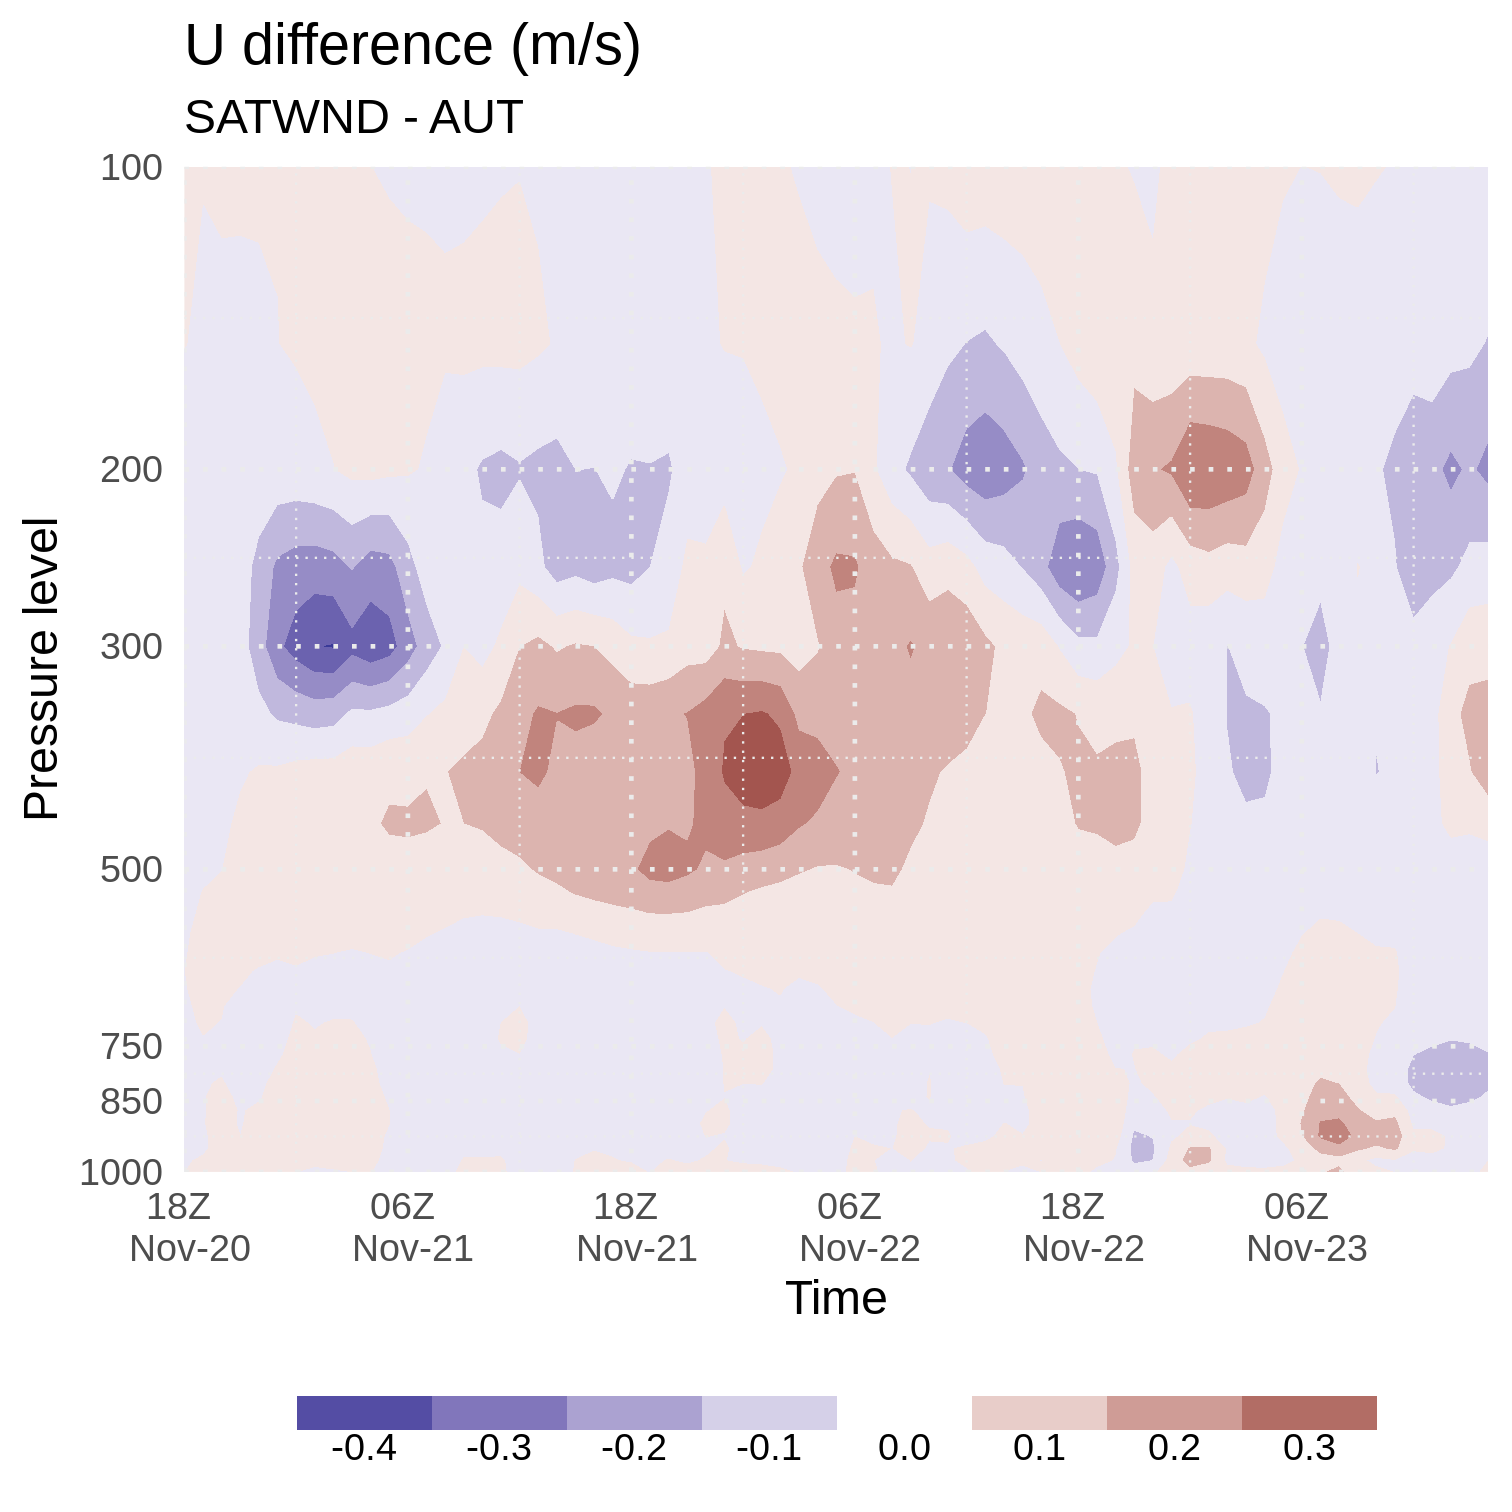 U difference (m/s)
SATWND - AUT
100
200
300
500
750
850
1000
Pressure level
18Z 06Z 18Z 06Z 18Z 06Z
Nov-20 Nov-21 Nov-21 Nov-22 Nov-22 Nov-23
Time
-0.4 -0.3 -0.2 -0.1 0.0 0.1 0.2 0.3